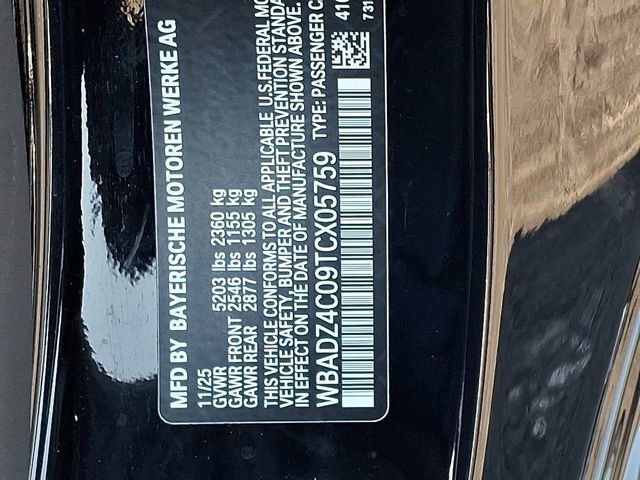 MFD BY BAYERISCHE MOTOREN WERKE AG
11/25
GVWR 5203 lbs 2360 kg
GAWR FRONT 2546 lbs 1155 kg
GAWR REAR 2877 lbs 1305 kg
THIS VEHICLE CONFORMS TO ALL APPLICABLE U.S.FEDERAL MO
VEHICLE SAFETY, BUMPER AND THEFT PREVENTION STANDA
IN EFFECT ON THE DATE OF MANUFACTURE SHOWN ABOVE.
WBADZ4C09TCX05759 TYPE: PASSENGER C
410
731